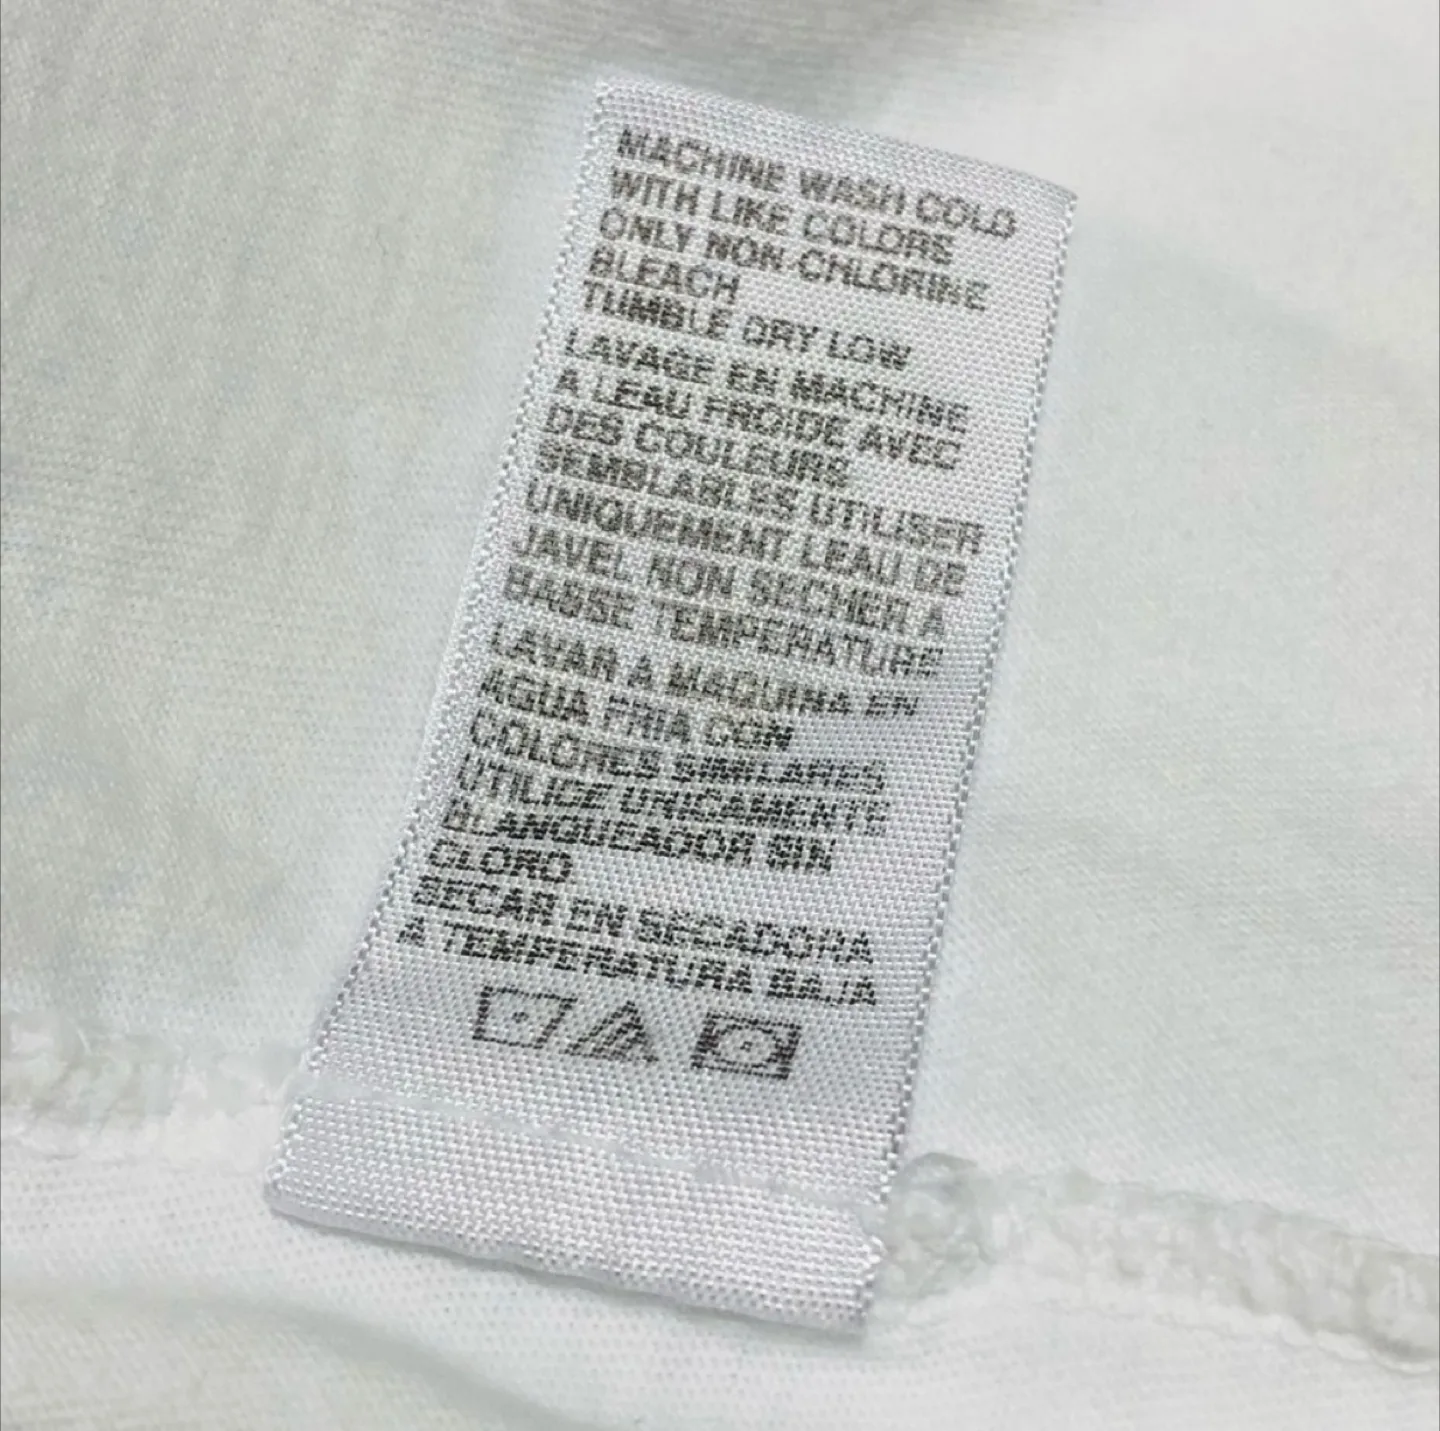 MACHINE WASH COLD
WITH LIKE COLORS
ONLY NON-CHLORINE
BLEACH
TUMBLE DRY LOW
LAVAGE EN MACHINE
A LEAU FROIDE AVEC
DES COULEURS
SEMBLABLES UTILISER
UNIQUEMENT LEAU DE
JAVEL NON SECHER A
BASSE TEMPERATURE
LAVAR A MAQUINA EN
AGUA FRIA CON
COLORES SIMILARES
UTILICE UNICAMENTE
BLANQUEADOR SIN
CLORO
SECAR EN SECADORA
A TEMPERATURA BAJA